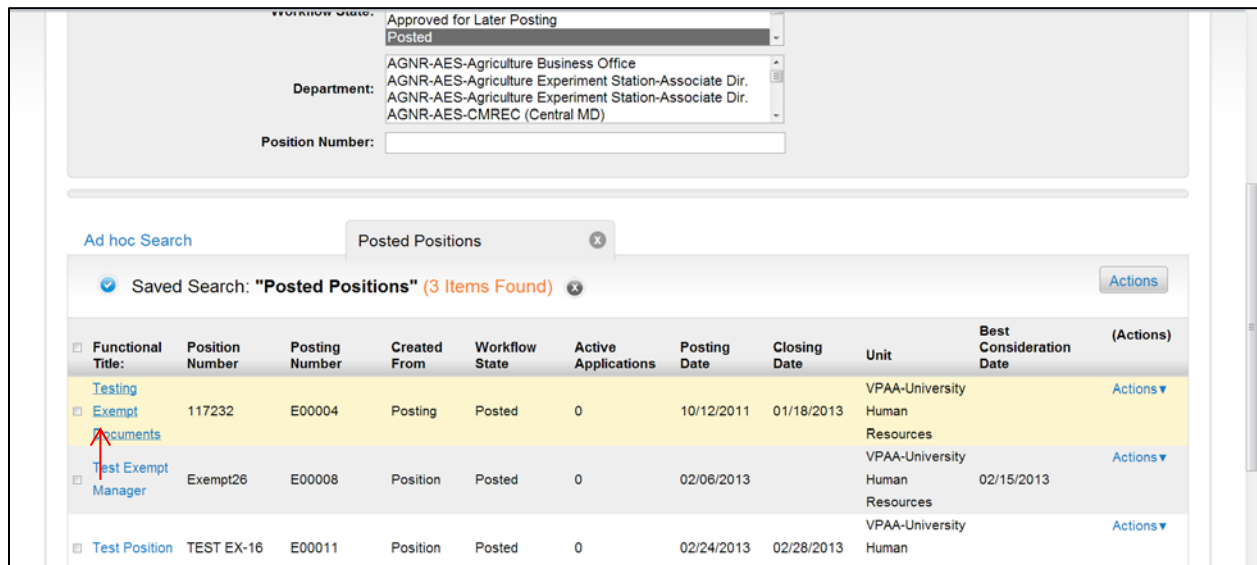 Workflow State:
Approved for Later Posting
Posted
Department:
AGNR-AES-Agriculture Business Office
AGNR-AES-Agriculture Experiment Station-Associate Dir.
AGNR-AES-Agriculture Experiment Station-Associate Dir.
AGNR-AES-CMREC (Central MD)
Position Number:
Ad hoc Search
Posted Positions
Saved Search: "Posted Positions" (3 Items Found)
Actions
Functional Title:
Position Number
Posting Number
Created From
Workflow State
Active Applications
Posting Date
Closing Date
Unit
Best Consideration Date
(Actions)
Testing Exempt Documents
117232
E00004
Posting
Posted
0
10/12/2011
01/18/2013
VPAA-University Human Resources
Actions
Test Exempt Manager
Exempt26
E00008
Position
Posted
0
02/06/2013
VPAA-University Human Resources
02/15/2013
Actions
Test Position
TEST EX-16
E00011
Position
Posted
0
02/24/2013
02/28/2013
VPAA-University Human
Actions